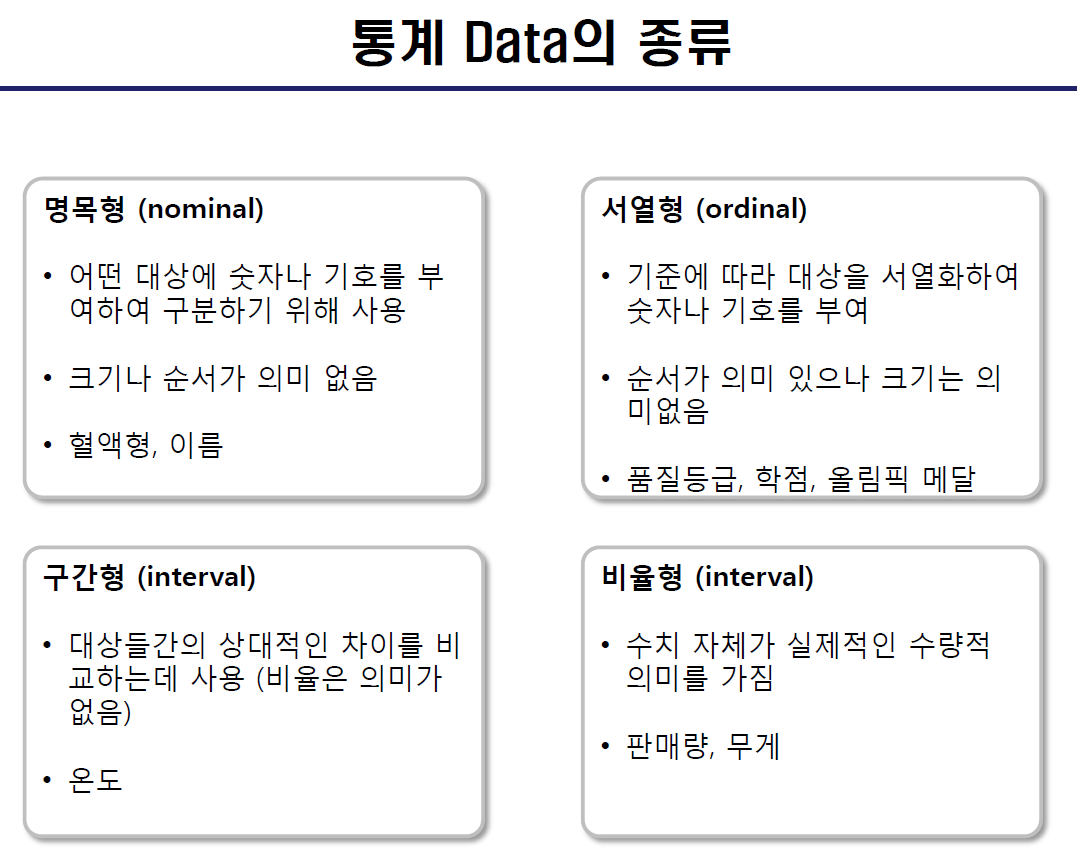 통계 Data의 종류
명목형 (nominal)
• 어떤 대상에 숫자나 기호를 부
여하여 구분하기 위해 사용
• 크기나 순서가 의미 없음
• 혈액형, 이름
서열형 (ordinal)
• 기준에 따라 대상을 서열화하여
숫자나 기호를 부여
• 순서가 의미 있으나 크기는 의
미없음
• 품질등급, 학점, 올림픽 메달
구간형 (interval)
• 대상들간의 상대적인 차이를 비
교하는데 사용 (비율은 의미가
없음)
• 온도
비율형 (interval)
• 수치 자체가 실제적인 수량적
의미를 가짐
• 판매량, 무게